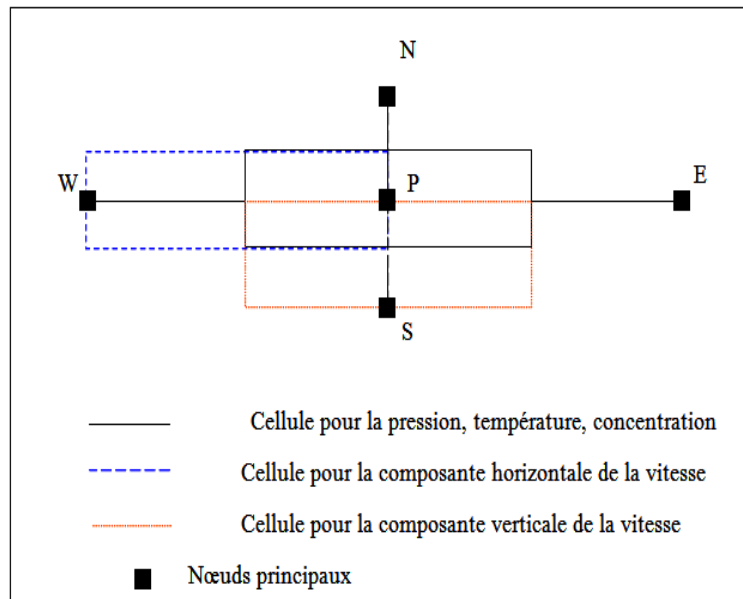 N
W
P
E
S
Cellule pour la pression, température, concentration
Cellule pour la composante horizontale de la vitesse
Cellule pour la composante verticale de la vitesse
Nœuds principaux